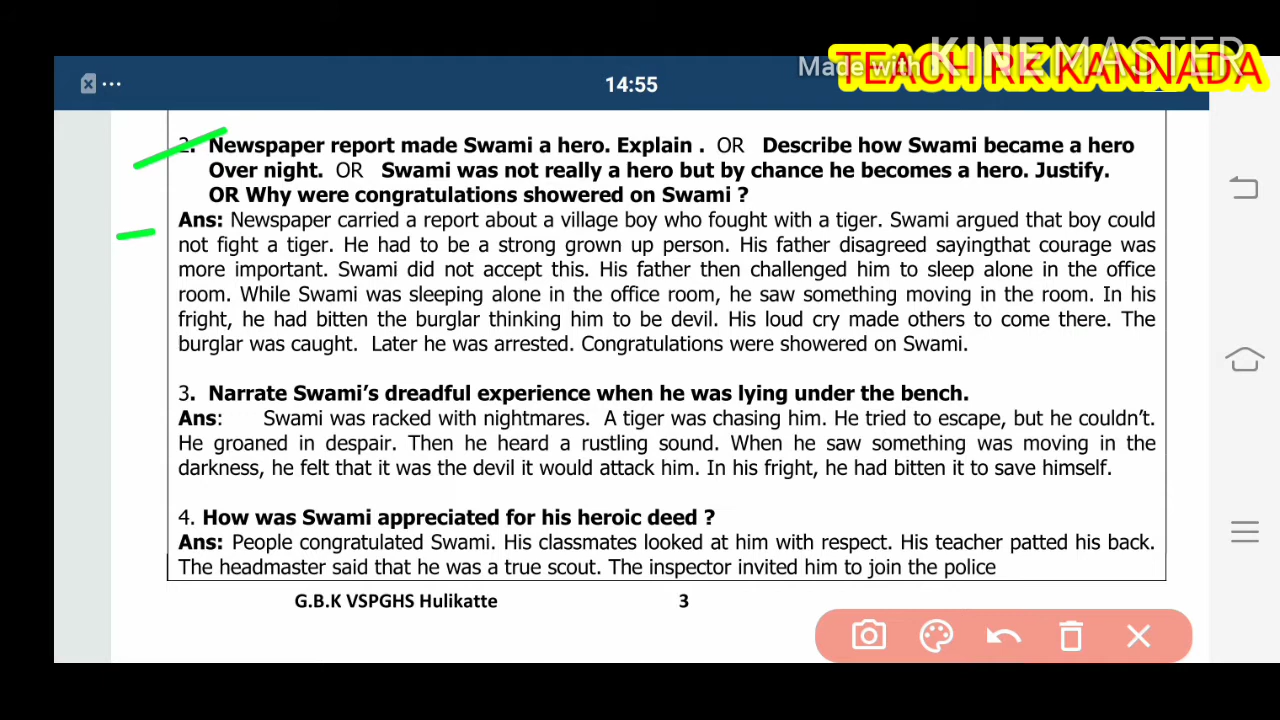 Made with KINEMASTER
TEACH RK KANNADA
14:55
2. Newspaper report made Swami a hero. Explain . OR Describe how Swami became a hero
Over night. OR Swami was not really a hero but by chance he becomes a hero. Justify.
OR Why were congratulations showered on Swami ?
Ans: Newspaper carried a report about a village boy who fought with a tiger. Swami argued that boy could
not fight a tiger. He had to be a strong grown up person. His father disagreed sayingthat courage was
more important. Swami did not accept this. His father then challenged him to sleep alone in the office
room. While Swami was sleeping alone in the office room, he saw something moving in the room. In his
fright, he had bitten the burglar thinking him to be devil. His loud cry made others to come there. The
burglar was caught. Later he was arrested. Congratulations were showered on Swami.
3. Narrate Swami’s dreadful experience when he was lying under the bench.
Ans: Swami was racked with nightmares. A tiger was chasing him. He tried to escape, but he couldn’t.
He groaned in despair. Then he heard a rustling sound. When he saw something was moving in the
darkness, he felt that it was the devil it would attack him. In his fright, he had bitten it to save himself.
4. How was Swami appreciated for his heroic deed ?
Ans: People congratulated Swami. His classmates looked at him with respect. His teacher patted his back.
The headmaster said that he was a true scout. The inspector invited him to join the police
G.B.K VSPGHS Hulikatte 3